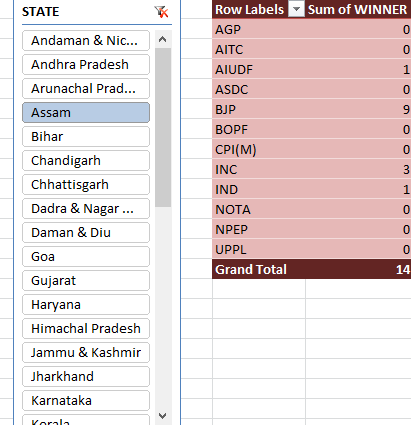 STATE
Andaman & Nic...
Andhra Pradesh
Arunachal Prad...
Assam
Bihar
Chandigarh
Chhattisgarh
Dadra & Nagar ...
Daman & Diu
Goa
Gujarat
Haryana
Himachal Pradesh
Jammu & Kashmir
Jharkhand
Karnataka
Kerala
Row Labels Sum of WINNER
AGP 0
AITC 0
AIUDF 1
ASDC 0
BJP 9
BOPF 0
CPI(M) 0
INC 3
IND 1
NOTA 0
NPEP 0
UPPL 0
Grand Total 14